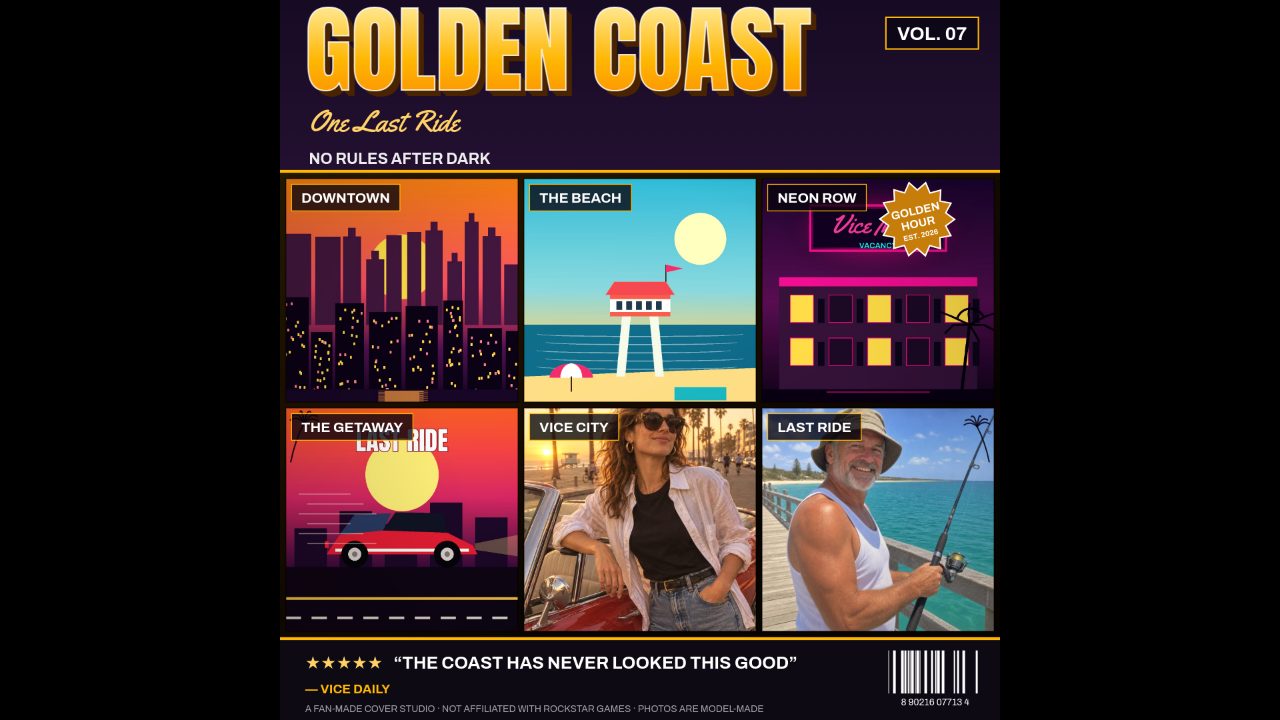 GOLDEN COAST
VOL. 07
One Last Ride
NO RULES AFTER DARK
DOWNTOWN
THE BEACH
NEON ROW
Vice
VACANCY
GOLDEN
HOUR
EST. 2026
THE GETAWAY
LAST RIDE
VICE CITY
LAST RIDE
★★★★★ “THE COAST HAS NEVER LOOKED THIS GOOD”
— VICE DAILY
A FAN-MADE COVER STUDIO · NOT AFFILIATED WITH ROCKSTAR GAMES · PHOTOS ARE MODEL-MADE
8 90216 07713 4